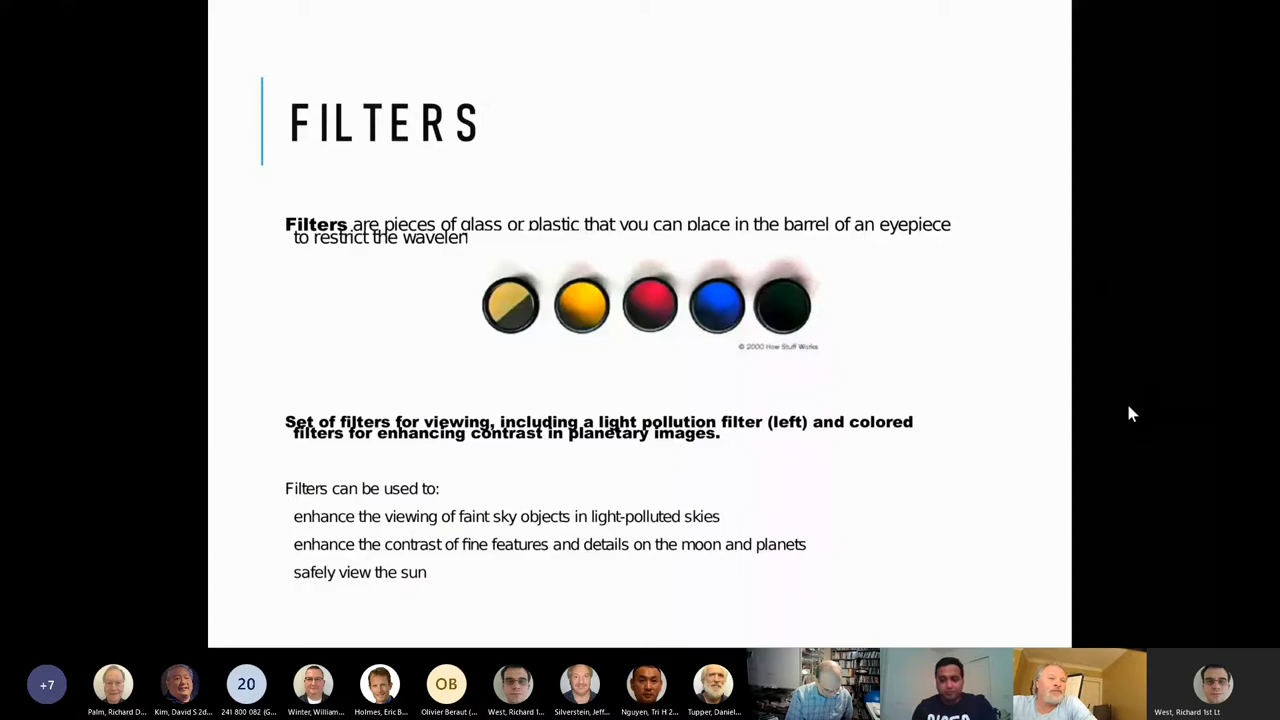 FILTERS
Filters are pieces of glass or plastic that you can place in the barrel of an eyepiece
to restrict the wavelen
© 2000 How Stuff Works
Set of filters for viewing, including a light pollution filter (left) and colored
filters for enhancing contrast in planetary images.
Filters can be used to:
enhance the viewing of faint sky objects in light-polluted skies
enhance the contrast of fine features and details on the moon and planets
safely view the sun
+7
20
OB
Palm, Richard D...
Kim, David S 2d...
241 800 082 (G...
Winter, William...
Holmes, Eric B...
Olivier Beraut (...
West, Richard 1...
Silverstein, Jeff...
Nguyen, Tri H 2...
Tupper, Daniel...
West, Richard 1st Lt